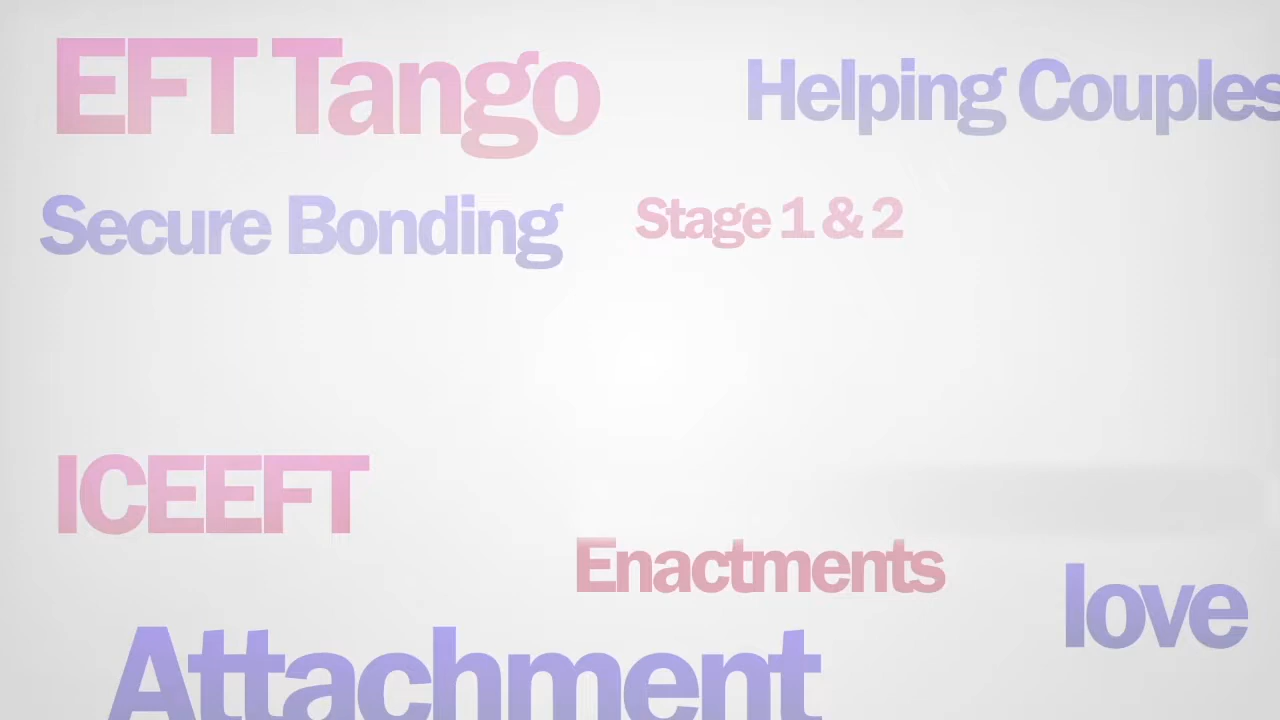 EFT Tango
Helping Couples
Secure Bonding
Stage 1 & 2
ICEEFT
Enactments
love
Attachment